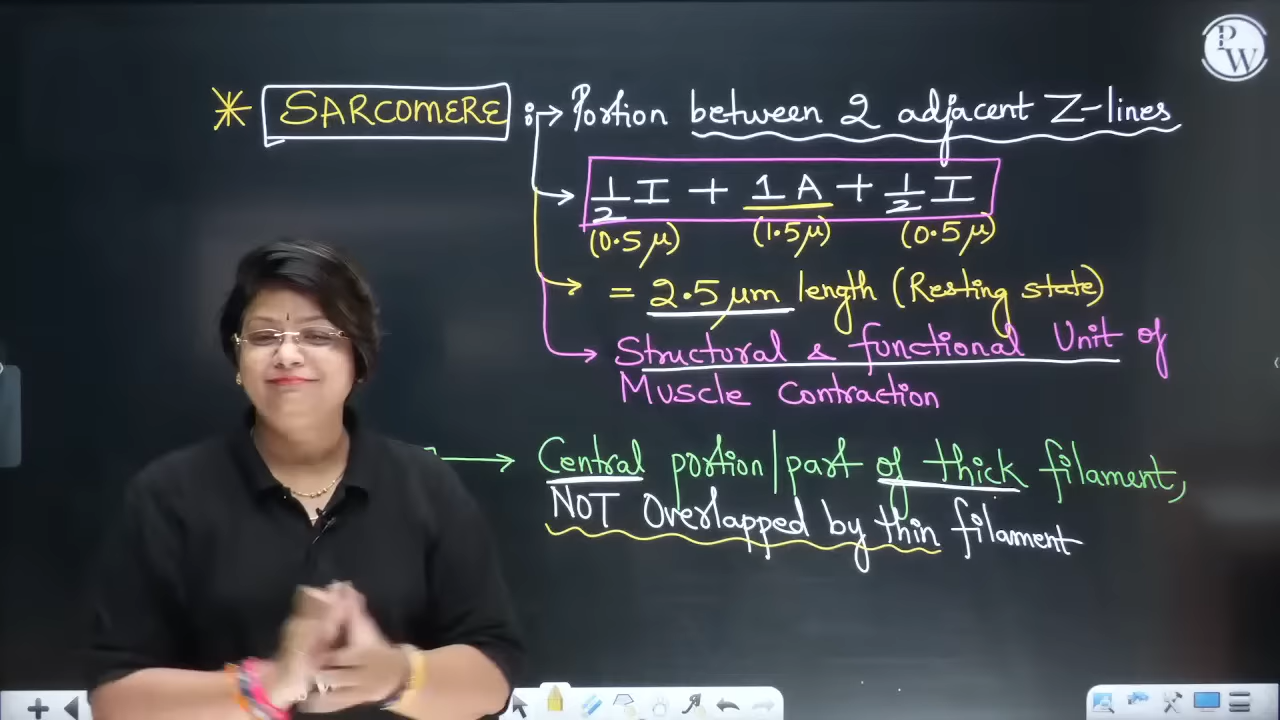 PW
* SARCOMERE :→ Portion between 2 adjacent Z-lines
→ 1/2 I + 1 A + 1/2 I
(0.5 μ) (1.5 μ) (0.5 μ)
→ = 2.5 μm length (Resting state)
→ Structural & functional Unit of
Muscle Contraction
→ Central portion/part of thick filament,
NOT Overlapped by thin filament